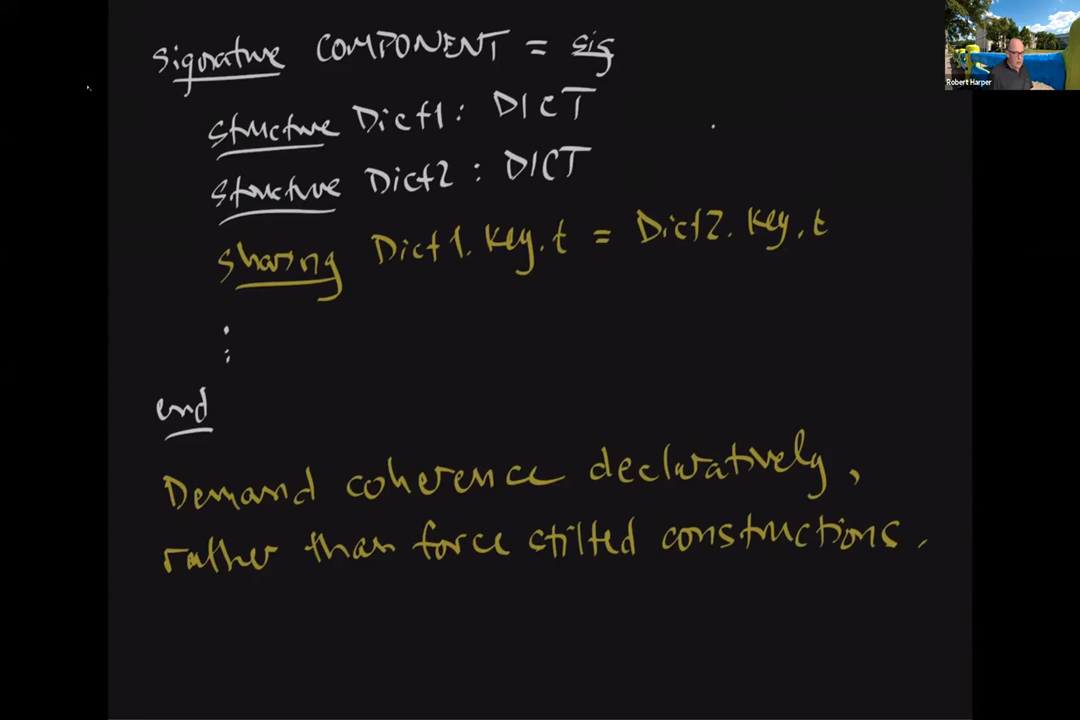 signature COMPONENT = sig
structure Dict1 : DICT
structure Dict2 : DICT
sharing Dict1.Key.t = Dict2.Key.t
:
end
Demand coherence declaratively,
rather than force stilted constructions.
Robert Harper